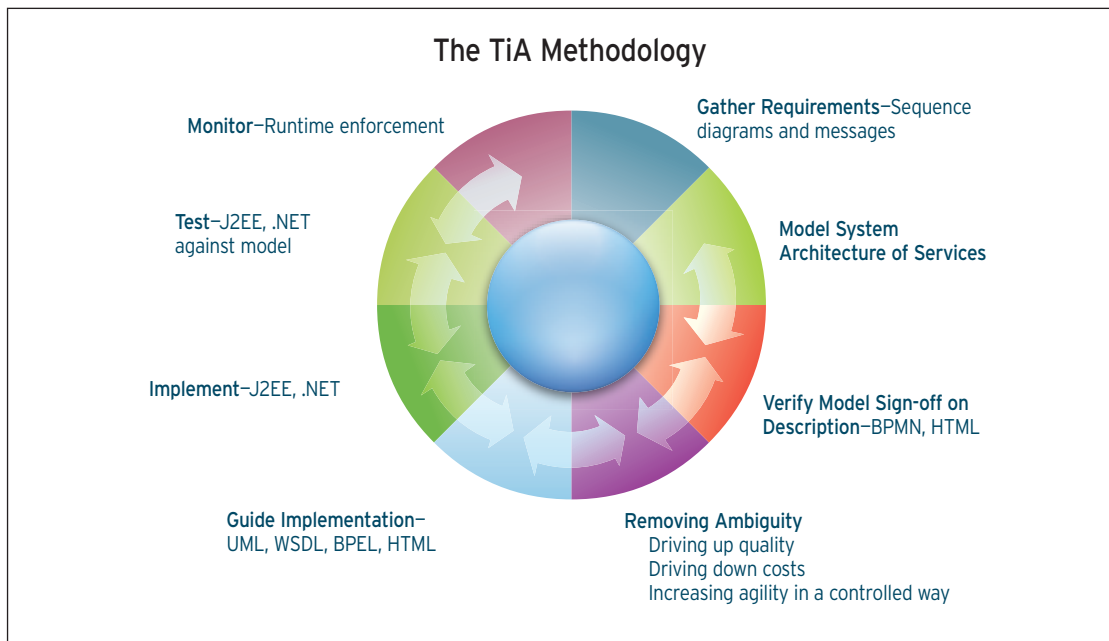 The TiA Methodology
Gather Requirements—Sequence
diagrams and messages
Model System
Architecture of Services
Verify Model Sign-off on
Description—BPMN, HTML
Removing Ambiguity
Driving up quality
Driving down costs
Increasing agility in a controlled way
Guide Implementation—
UML, WSDL, BPEL, HTML
Implement—J2EE, .NET
Test—J2EE, .NET
against model
Monitor—Runtime enforcement